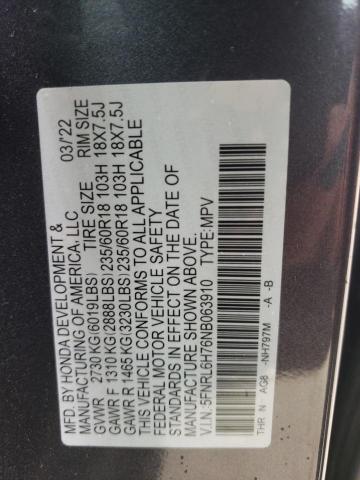 MFD. BY HONDA DEVELOPMENT &
MANUFACTURING OF AMERICA, LLC 03/22
GVWR 2730 KG(6019LBS) TIRE SIZE RIM SIZE
GAWR F 1310 KG(2888LBS) 235/60R18 103H 18X7.5J
GAWR R 1465 KG(3230LBS) 235/60R18 103H 18X7.5J
THIS VEHICLE CONFORMS TO ALL APPLICABLE
FEDERAL MOTOR VEHICLE SAFETY
STANDARDS IN EFFECT ON THE DATE OF
MANUFACTURE SHOWN ABOVE.
V.I.N.:5FNRL6H76NB063910 TYPE:MPV
THR N AG8 -NH797M -A -B